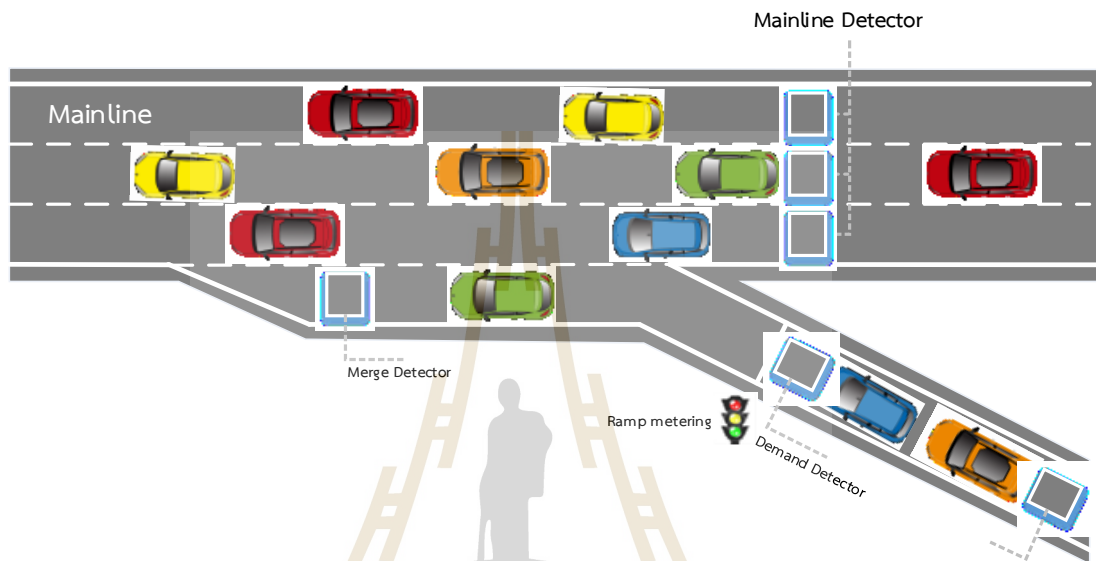 Mainline Detector
Mainline
Merge Detector
Ramp metering
Demand Detector